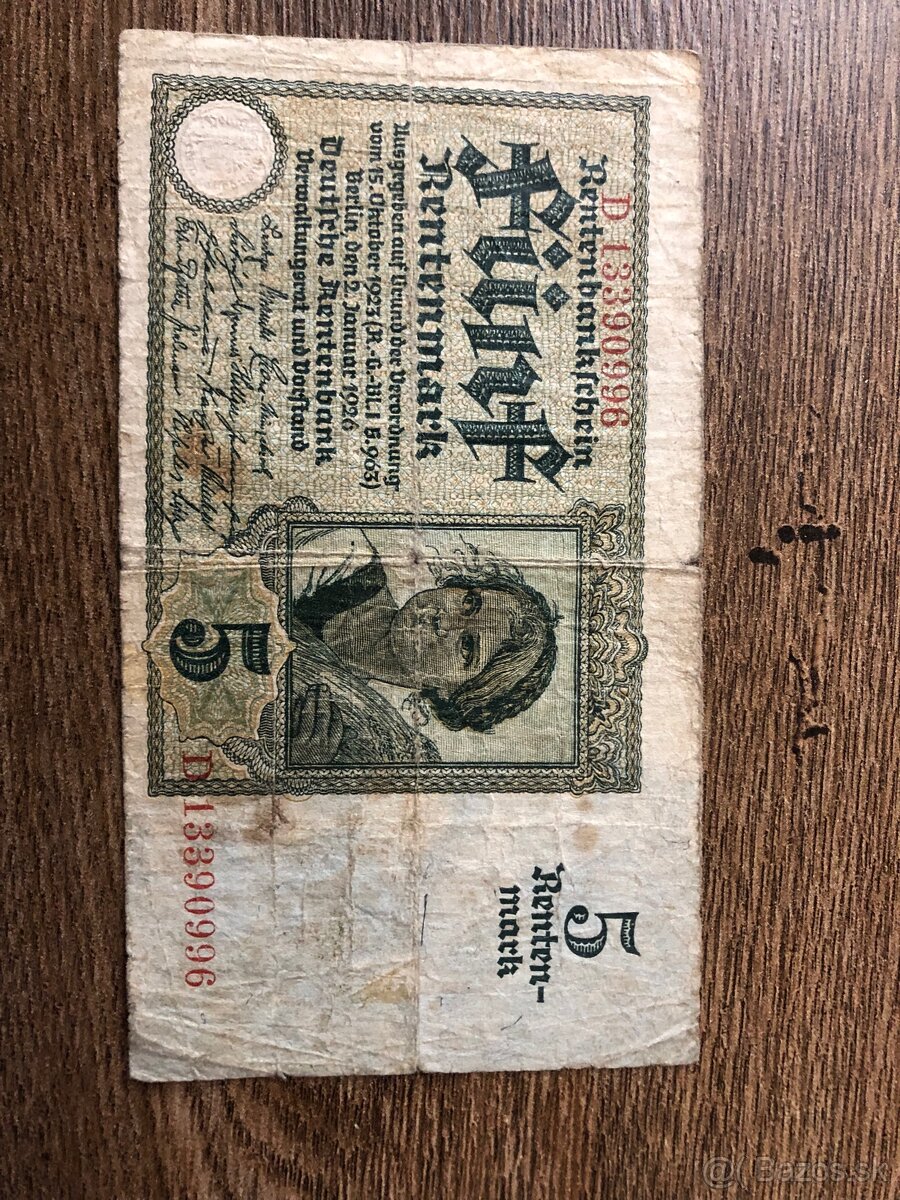 Rentenbankschein
D·13390996
Fünf
Rentenmark
Ausgegeben auf Grund der Verordnung
vom 15. Oktober 1923 (R.-G.-Bl. I S. 963)
Berlin, den 2. Januar 1926
Deutsche Rentenbank
Verwaltungsrat und Vorstand
5
D·13390996
5
Renten-
mark
@ Bazos.sk